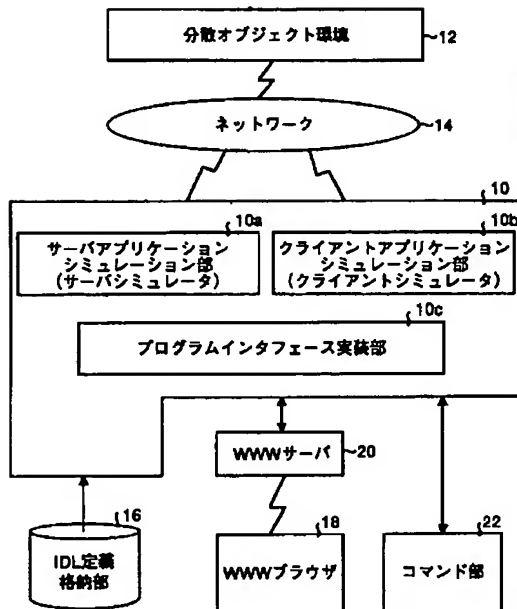 分散オブジェクト環境
12
ネットワーク
14
10
10a
サーバアプリケーション
シミュレーション部
(サーバシミュレータ)
10b
クライアントアプリケーション
シミュレーション部
(クライアントシミュレータ)
10c
プログラムインタフェース実装部
WWWサーバ
20
16
IDL定義
格納部
18
WWWブラウザ
22
コマンド部